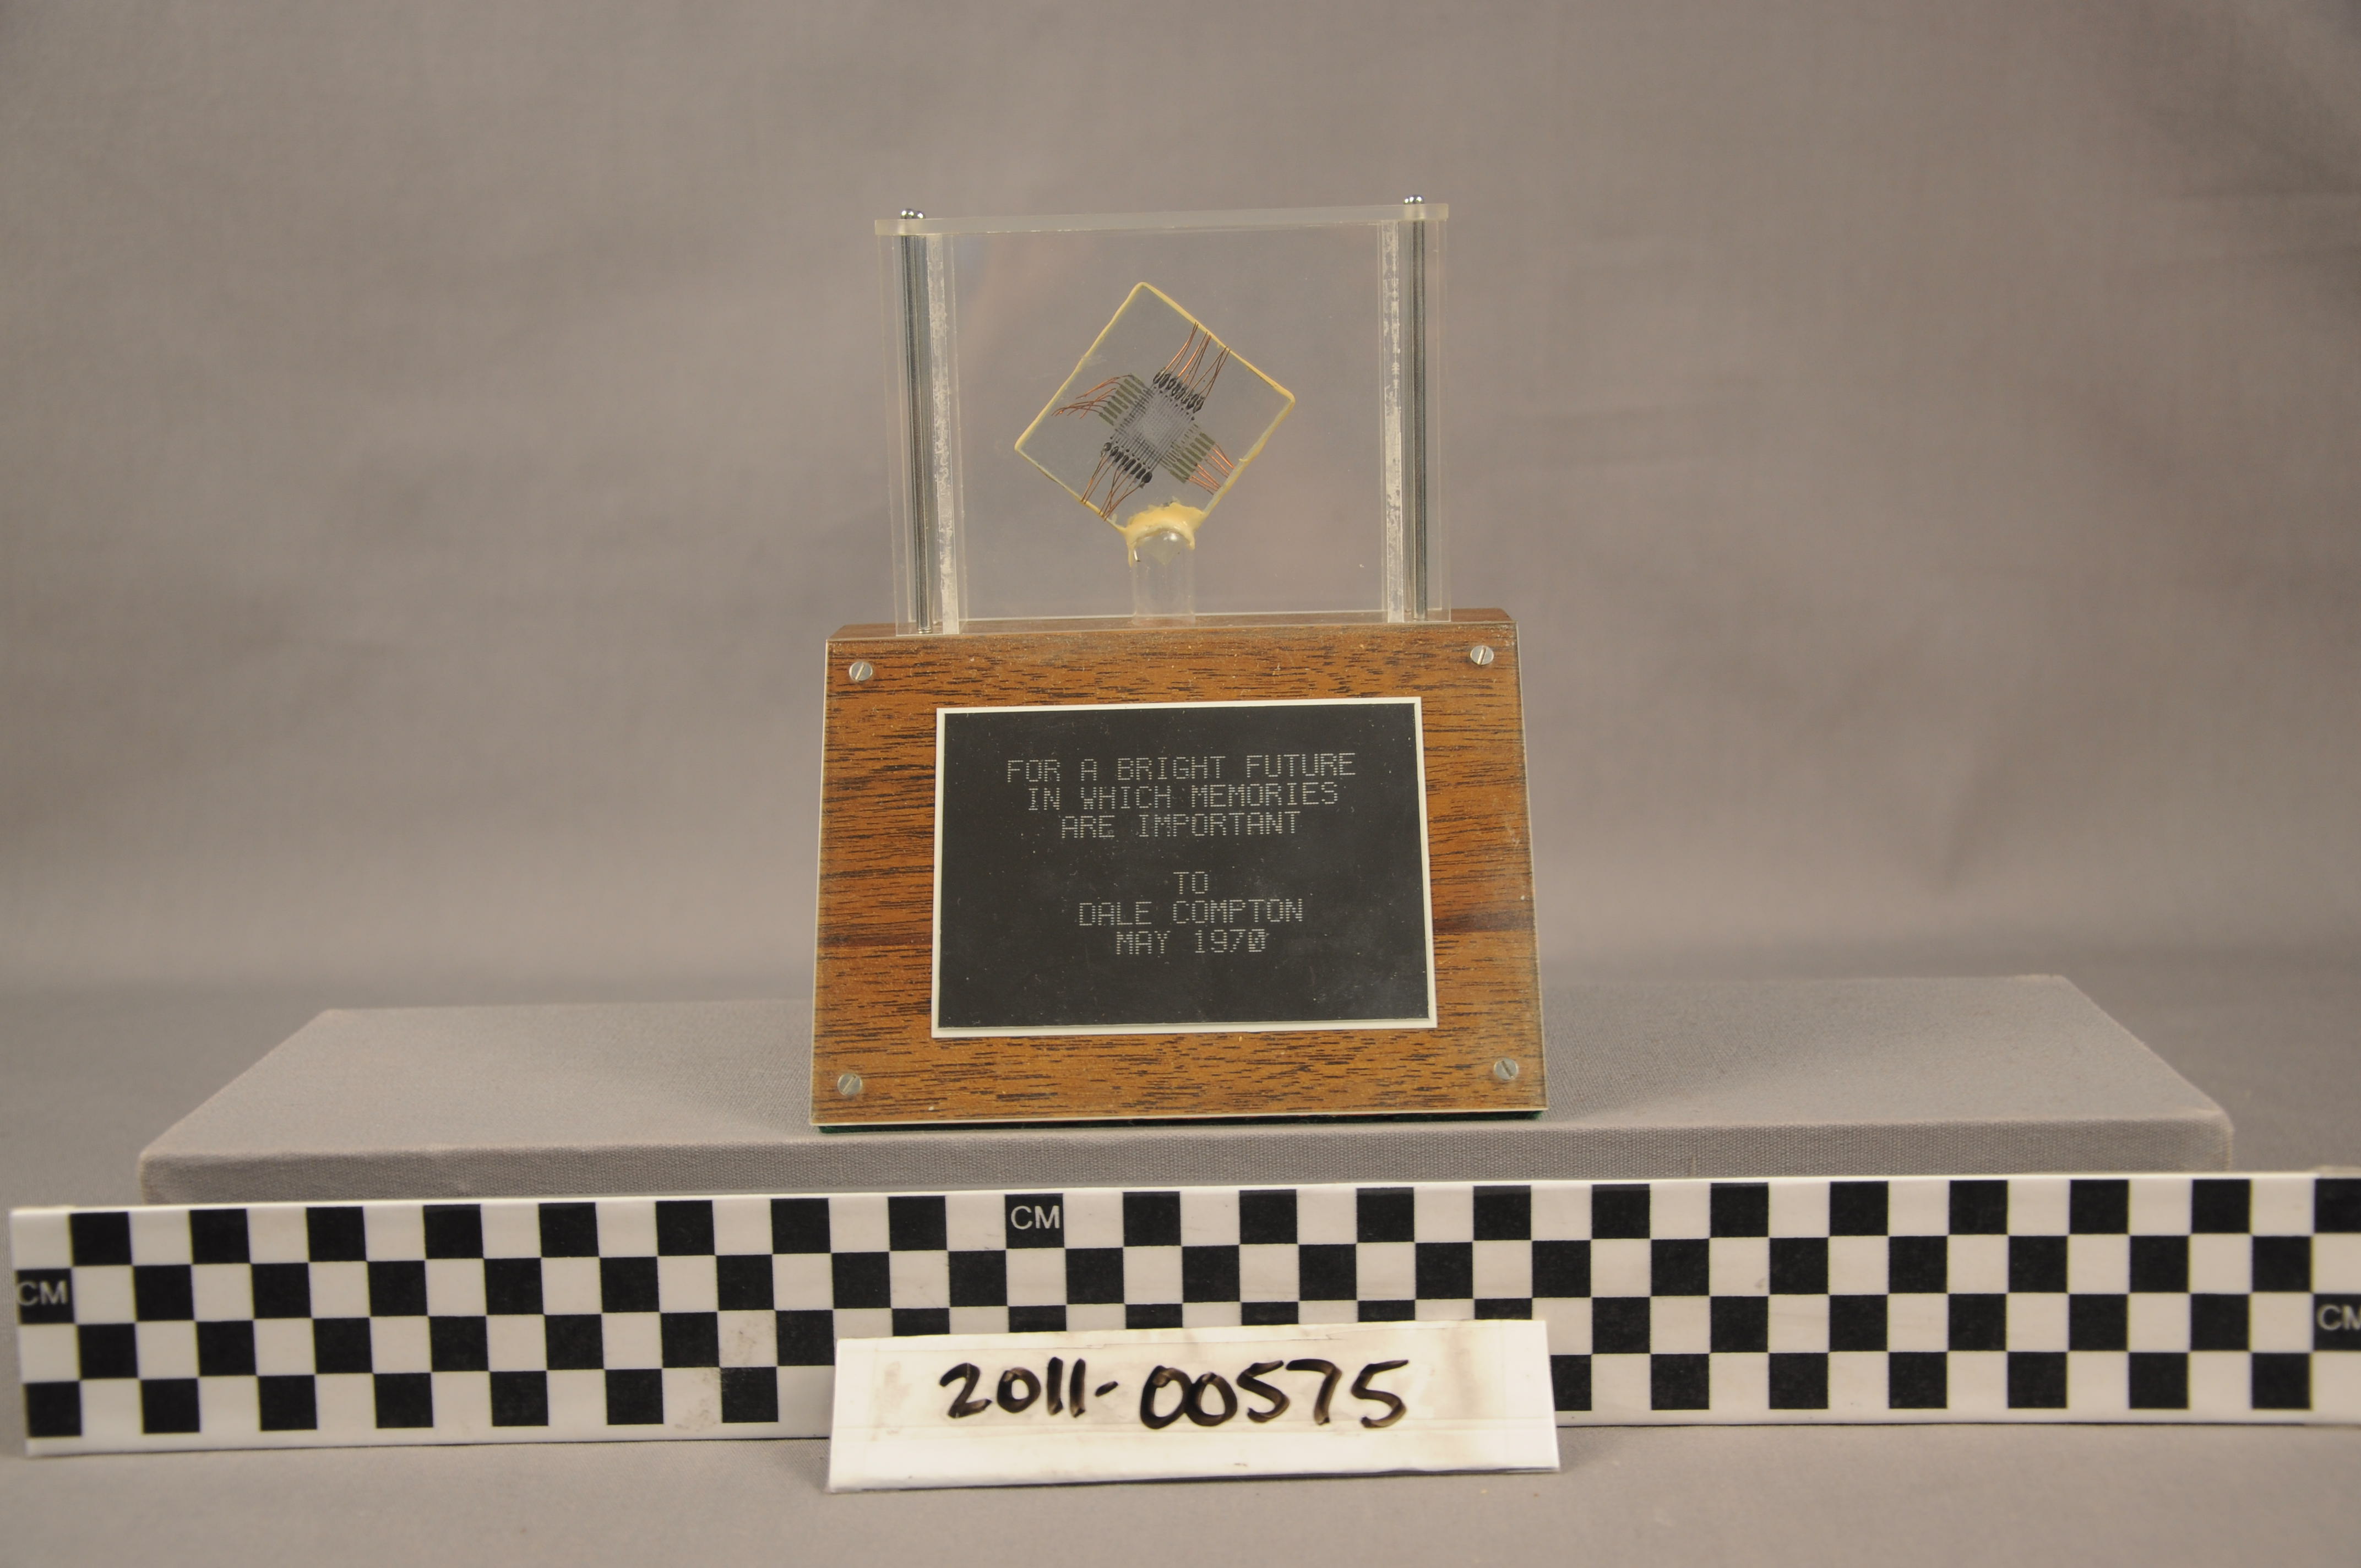 FOR A BRIGHT FUTURE
IN WHICH MEMORIES
ARE IMPORTANT
TO
DALE COMPTON
MAY 1970
CM
CM
CM
2011-00575